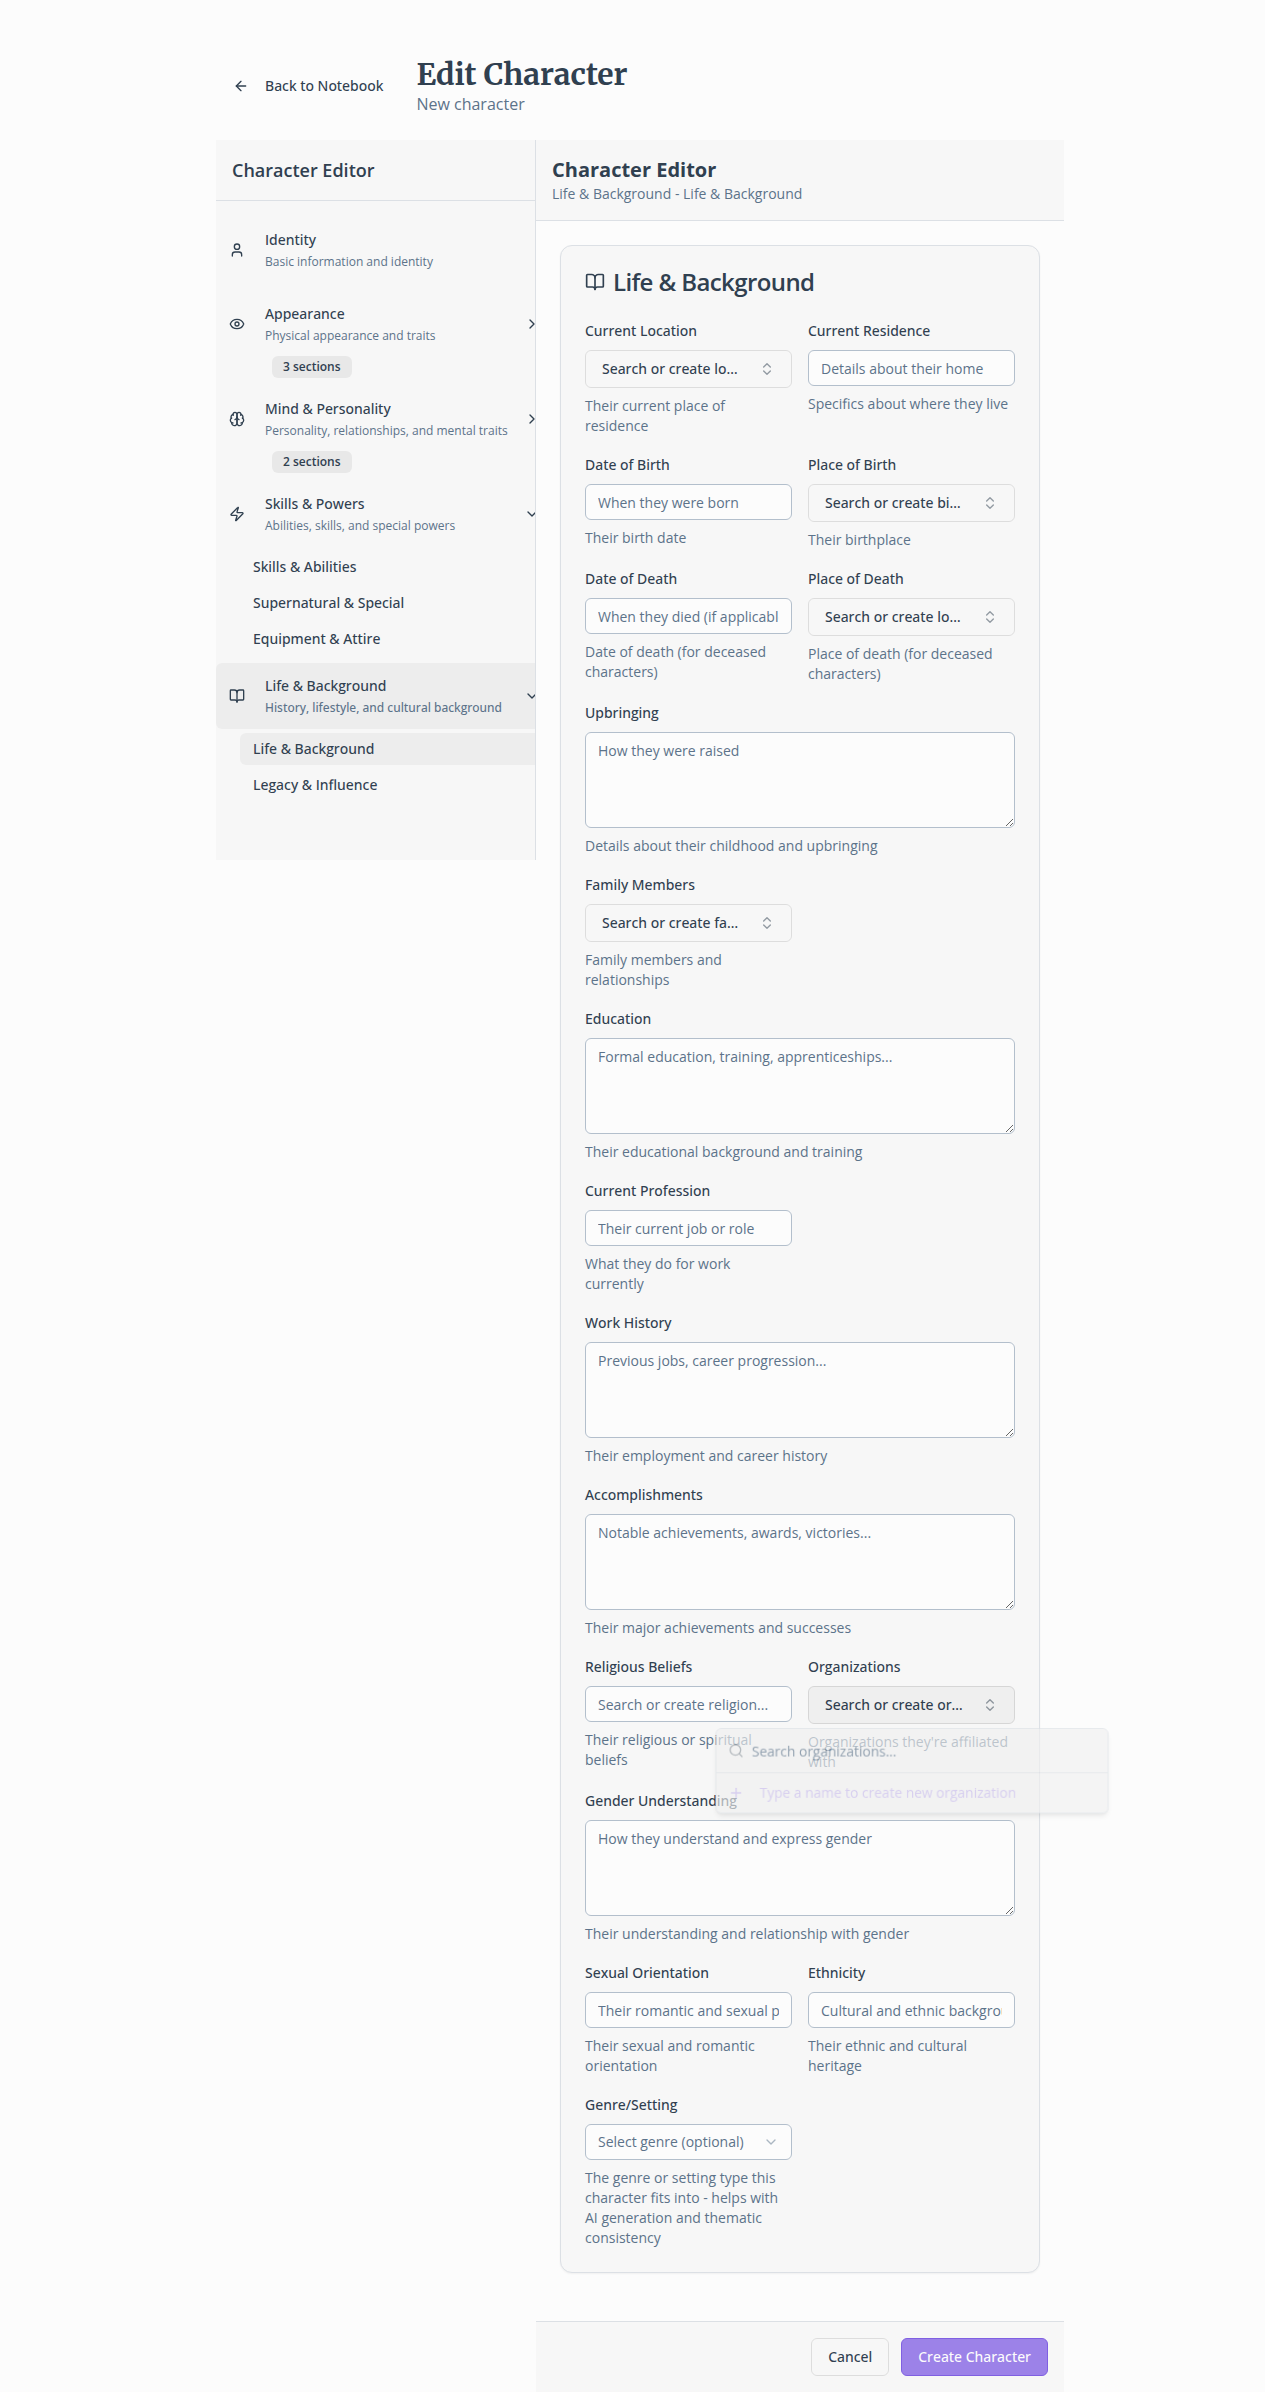 Back to Notebook
Edit Character
New character
Character Editor
Identity
Basic information and identity
Appearance
Physical appearance and traits
3 sections
Mind & Personality
Personality, relationships, and mental traits
2 sections
Skills & Powers
Abilities, skills, and special powers
Skills & Abilities
Supernatural & Special
Equipment & Attire
Life & Background
History, lifestyle, and cultural background
Life & Background
Legacy & Influence
Character Editor
Life & Background - Life & Background
Life & Background
Current Location
Search or create lo...
Their current place of
residence
Current Residence
Details about their home
Specifics about where they live
Date of Birth
When they were born
Their birth date
Place of Birth
Search or create bi...
Their birthplace
Date of Death
When they died (if applicabl
Date of death (for deceased
characters)
Place of Death
Search or create lo...
Place of death (for deceased
characters)
Upbringing
How they were raised
Details about their childhood and upbringing
Family Members
Search or create fa...
Family members and
relationships
Education
Formal education, training, apprenticeships...
Their educational background and training
Current Profession
Their current job or role
What they do for work
currently
Work History
Previous jobs, career progression...
Their employment and career history
Accomplishments
Notable achievements, awards, victories...
Their major achievements and successes
Religious Beliefs
Search or create religion...
Their religious or spiritual
beliefs
Organizations
Search or create or...
Organizations they're affiliated
with
Search organizations...
Type a name to create new organization
Gender Understanding
How they understand and express gender
Their understanding and relationship with gender
Sexual Orientation
Their romantic and sexual p
Their sexual and romantic
orientation
Ethnicity
Cultural and ethnic backgro
Their ethnic and cultural
heritage
Genre/Setting
Select genre (optional)
The genre or setting type this
character fits into - helps with
AI generation and thematic
consistency
Cancel
Create Character